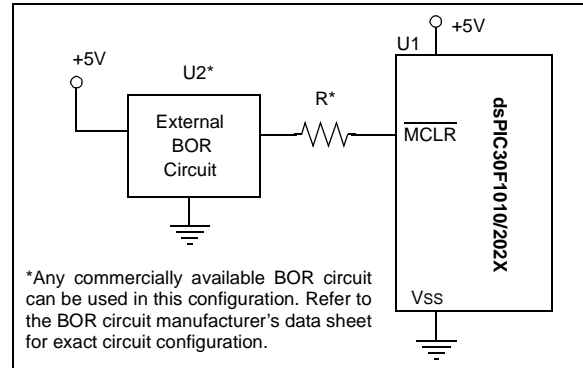 +5V
U2*
External
BOR
Circuit
R*
U1
+5V
MCLR
dsPIC30F1010/202X
VSS
*Any commercially available BOR circuit
can be used in this configuration. Refer to
the BOR circuit manufacturer's data sheet
for exact circuit configuration.